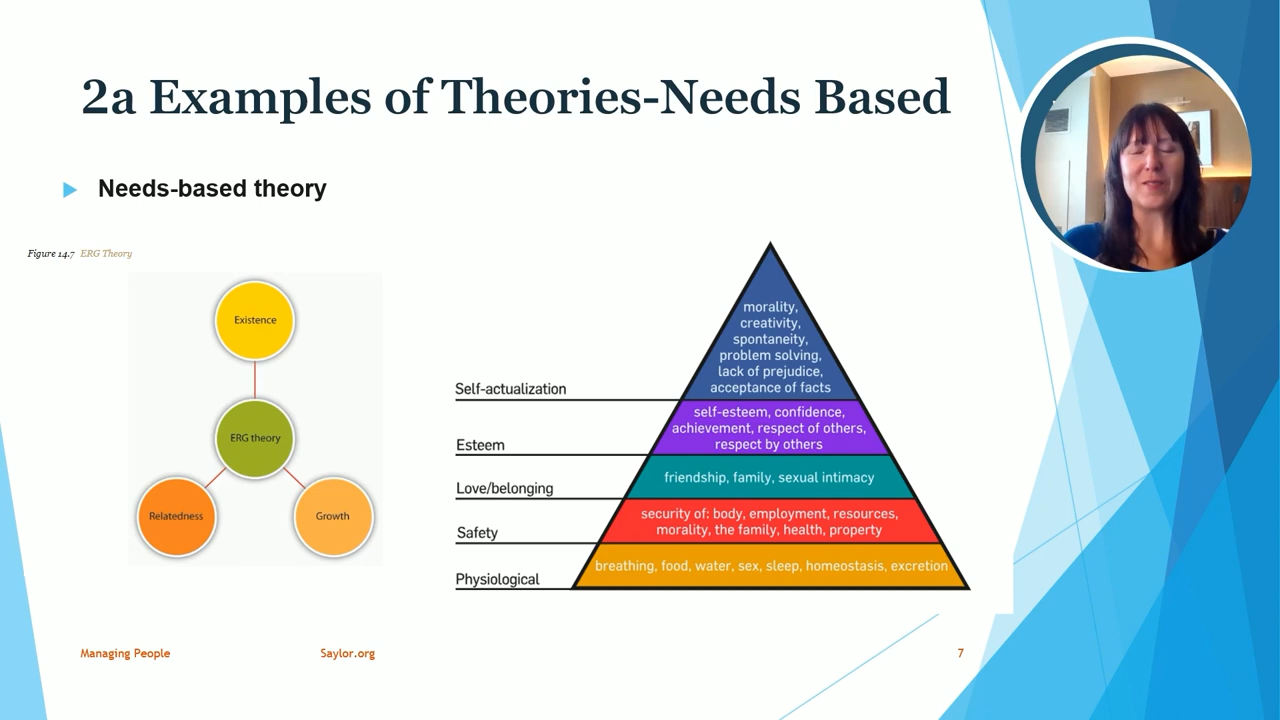 2a Examples of Theories-Needs Based
Needs-based theory
Figure 14.7 ERG Theory
Existence
ERG theory
Relatedness
Growth
morality,
creativity,
spontaneity,
problem solving,
lack of prejudice,
acceptance of facts
Self-actualization
self-esteem, confidence,
achievement, respect of others,
respect by others
Esteem
friendship, family, sexual intimacy
Love/belonging
security of: body, employment, resources,
morality, the family, health, property
Safety
breathing, food, water, sex, sleep, homeostasis, excretion
Physiological
Managing People
Saylor.org
7